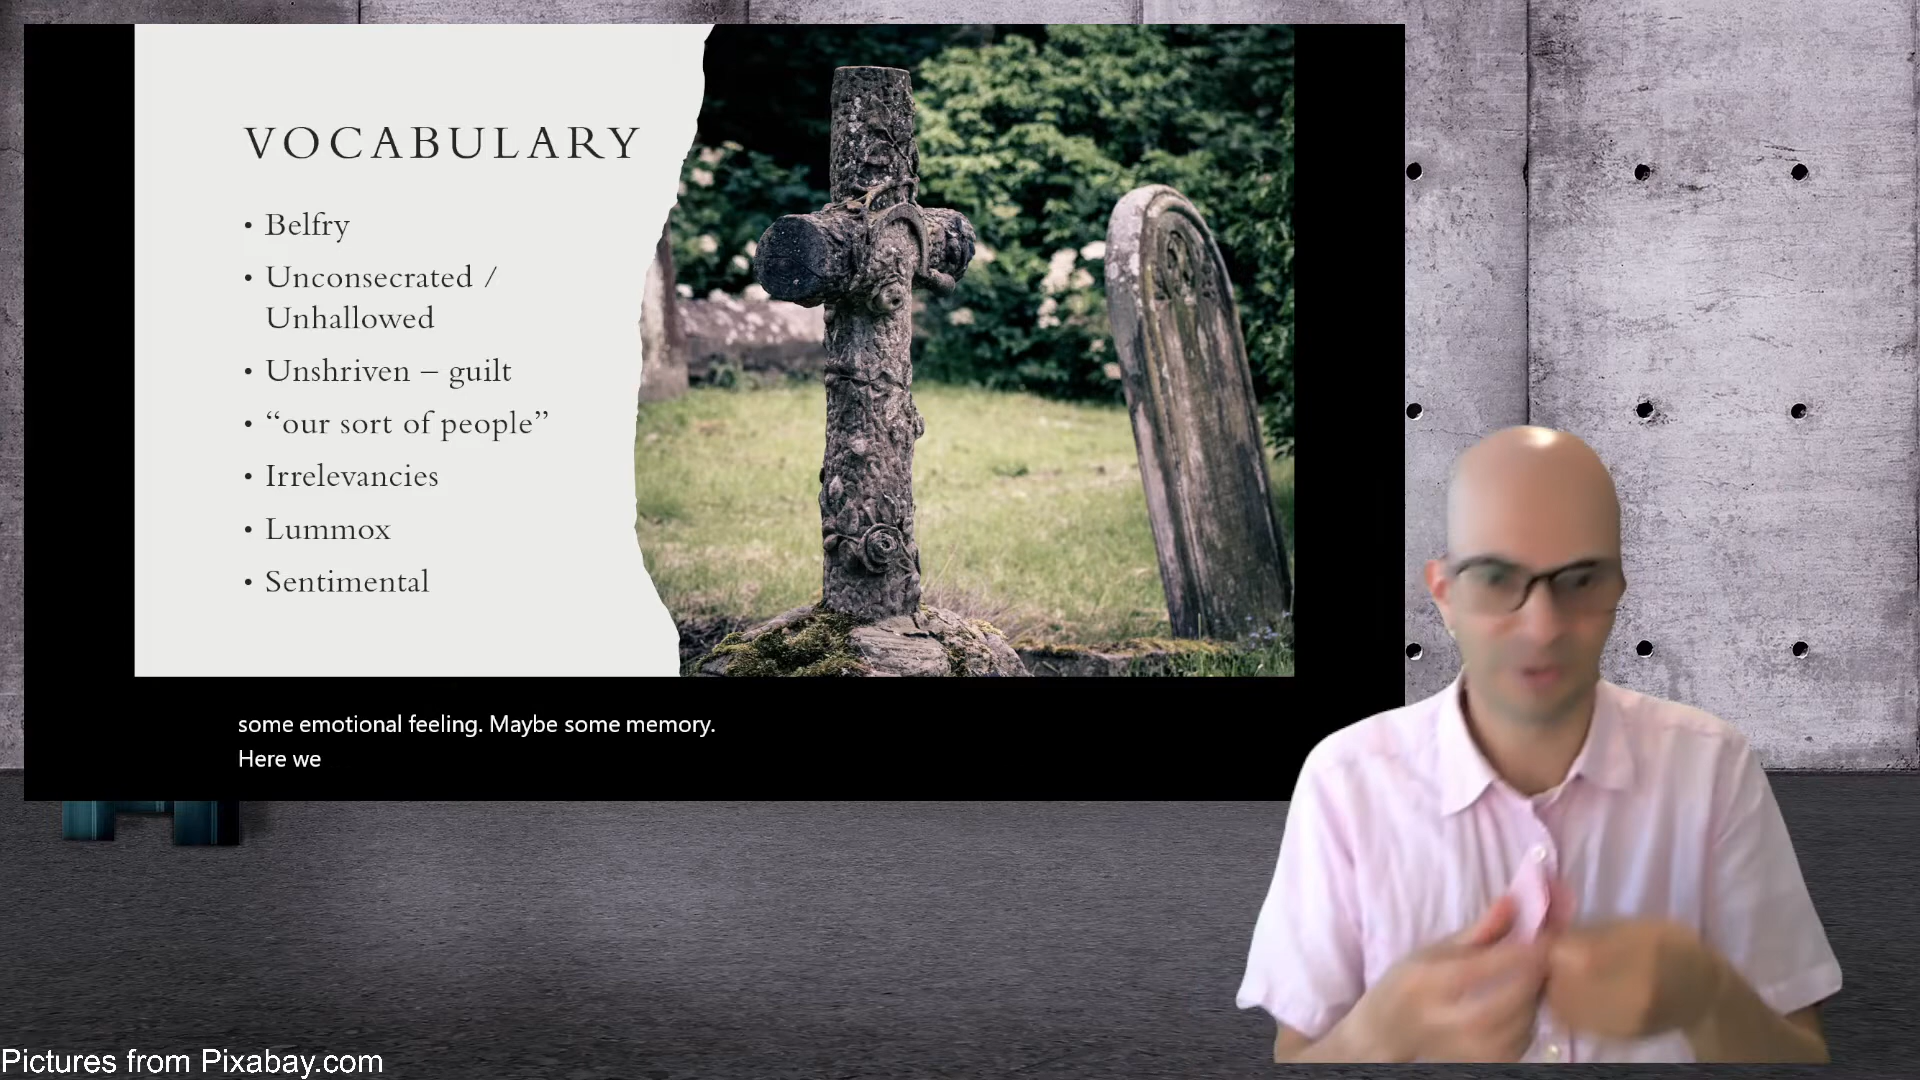 VOCABULARY
• Belfry
• Unconsecrated /
Unhallowed
• Unshriven – guilt
• “our sort of people”
• Irrelevancies
• Lummox
• Sentimental
some emotional feeling. Maybe some memory.
Here we
Pictures from Pixabay.com